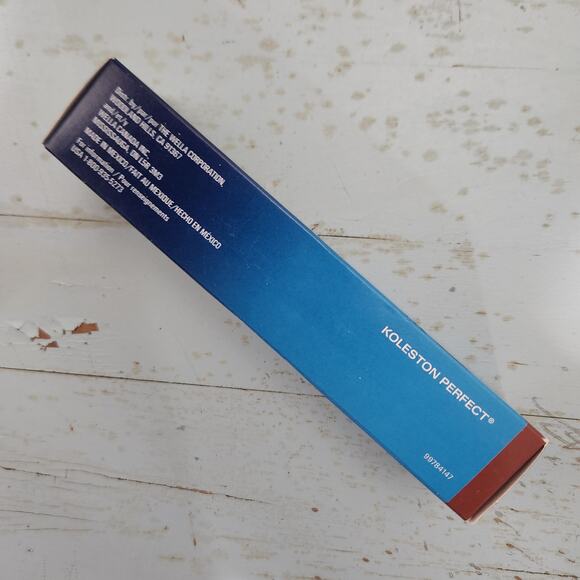 Distr. by/par/por THE WELLA CORPORATION,
WOODLAND HILLS, CA 91367
and/et/y
WELLA CANADA INC.
MISSISSAUGA, ON L5R 3M3
MADE IN MEXICO/FAIT AU MEXIQUE/HECHO EN MÉXICO
For information / Pour renseignements
USA 1-800-935-5273
KOLESTON PERFECT®
99784147